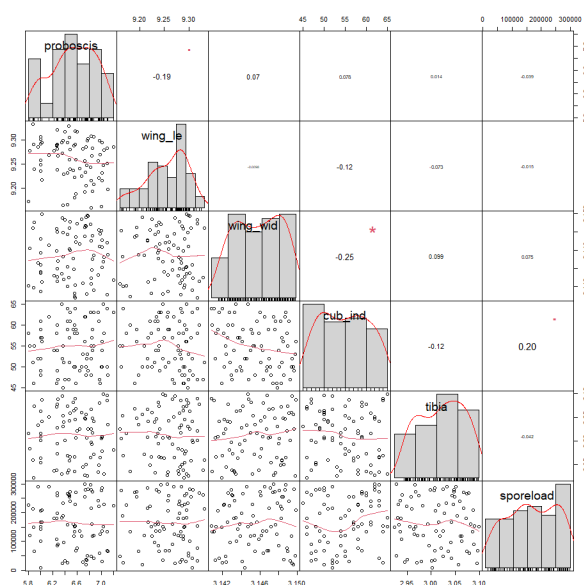 9.20 9.25 9.30 45 50 55 60 65 0 100000 200000 300000
proboscis -0.19 0.07 0.078 0.014 -0.039
9.20 9.25 9.30 wing_le -0.12 -0.073 -0.015
wing_wid -0.25 * 0.099 0.075
45 50 55 60 65 cub_ind -0.12 0.20
tibia -0.042
0 100000 200000 300000 sporeload
5.8 6.2 6.6 7.0 3.142 3.146 3.150 2.95 3.00 3.05 3.10